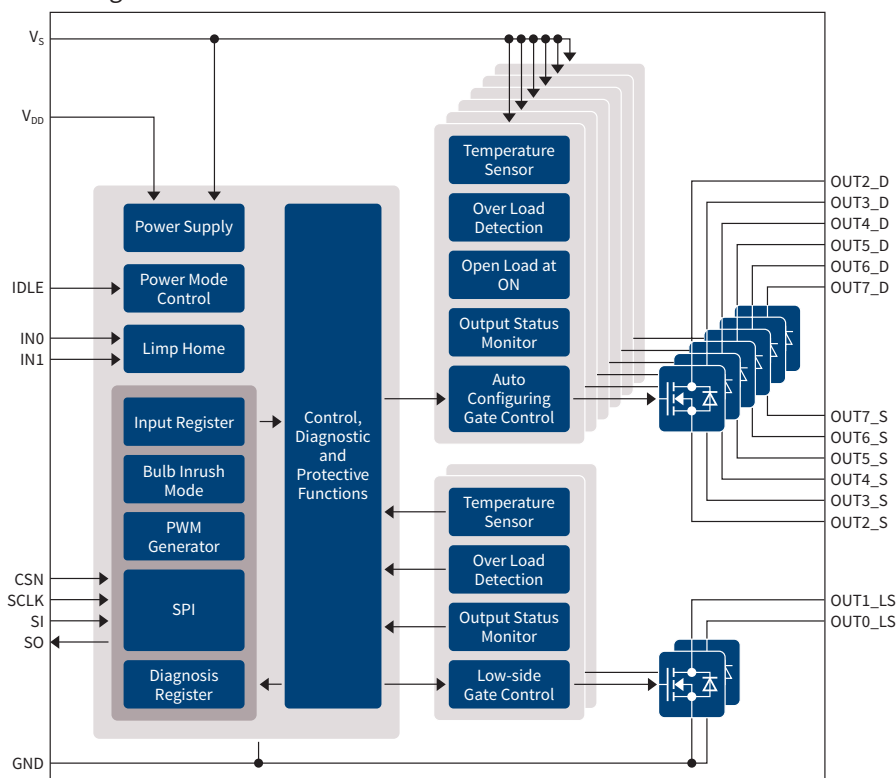 V_S
V_DD
IDLE
IN0
IN1
CSN
SCLK
SI
SO
GND
Power Supply
Power Mode
Control
Limp Home
Input Register
Bulb Inrush
Mode
PWM
Generator
SPI
Diagnosis
Register
Control,
Diagnostic
and
Protective
Functions
Temperature
Sensor
Over Load
Detection
Open Load at
ON
Output Status
Monitor
Auto
Configuring
Gate Control
Temperature
Sensor
Over Load
Detection
Output Status
Monitor
Low-side
Gate Control
OUT2_D
OUT3_D
OUT4_D
OUT5_D
OUT6_D
OUT7_D
OUT7_S
OUT6_S
OUT5_S
OUT4_S
OUT3_S
OUT2_S
OUT1_LS
OUT0_LS